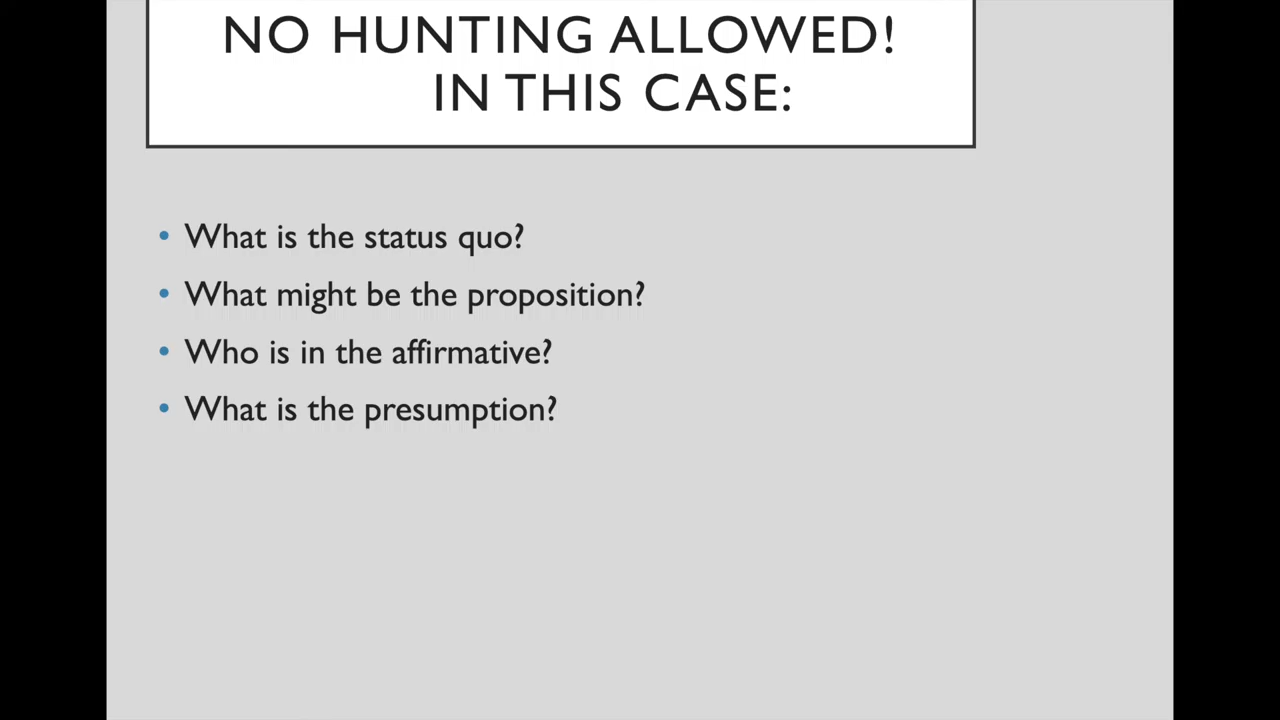 NO HUNTING ALLOWED!
IN THIS CASE:
• What is the status quo?
• What might be the proposition?
• Who is in the affirmative?
• What is the presumption?